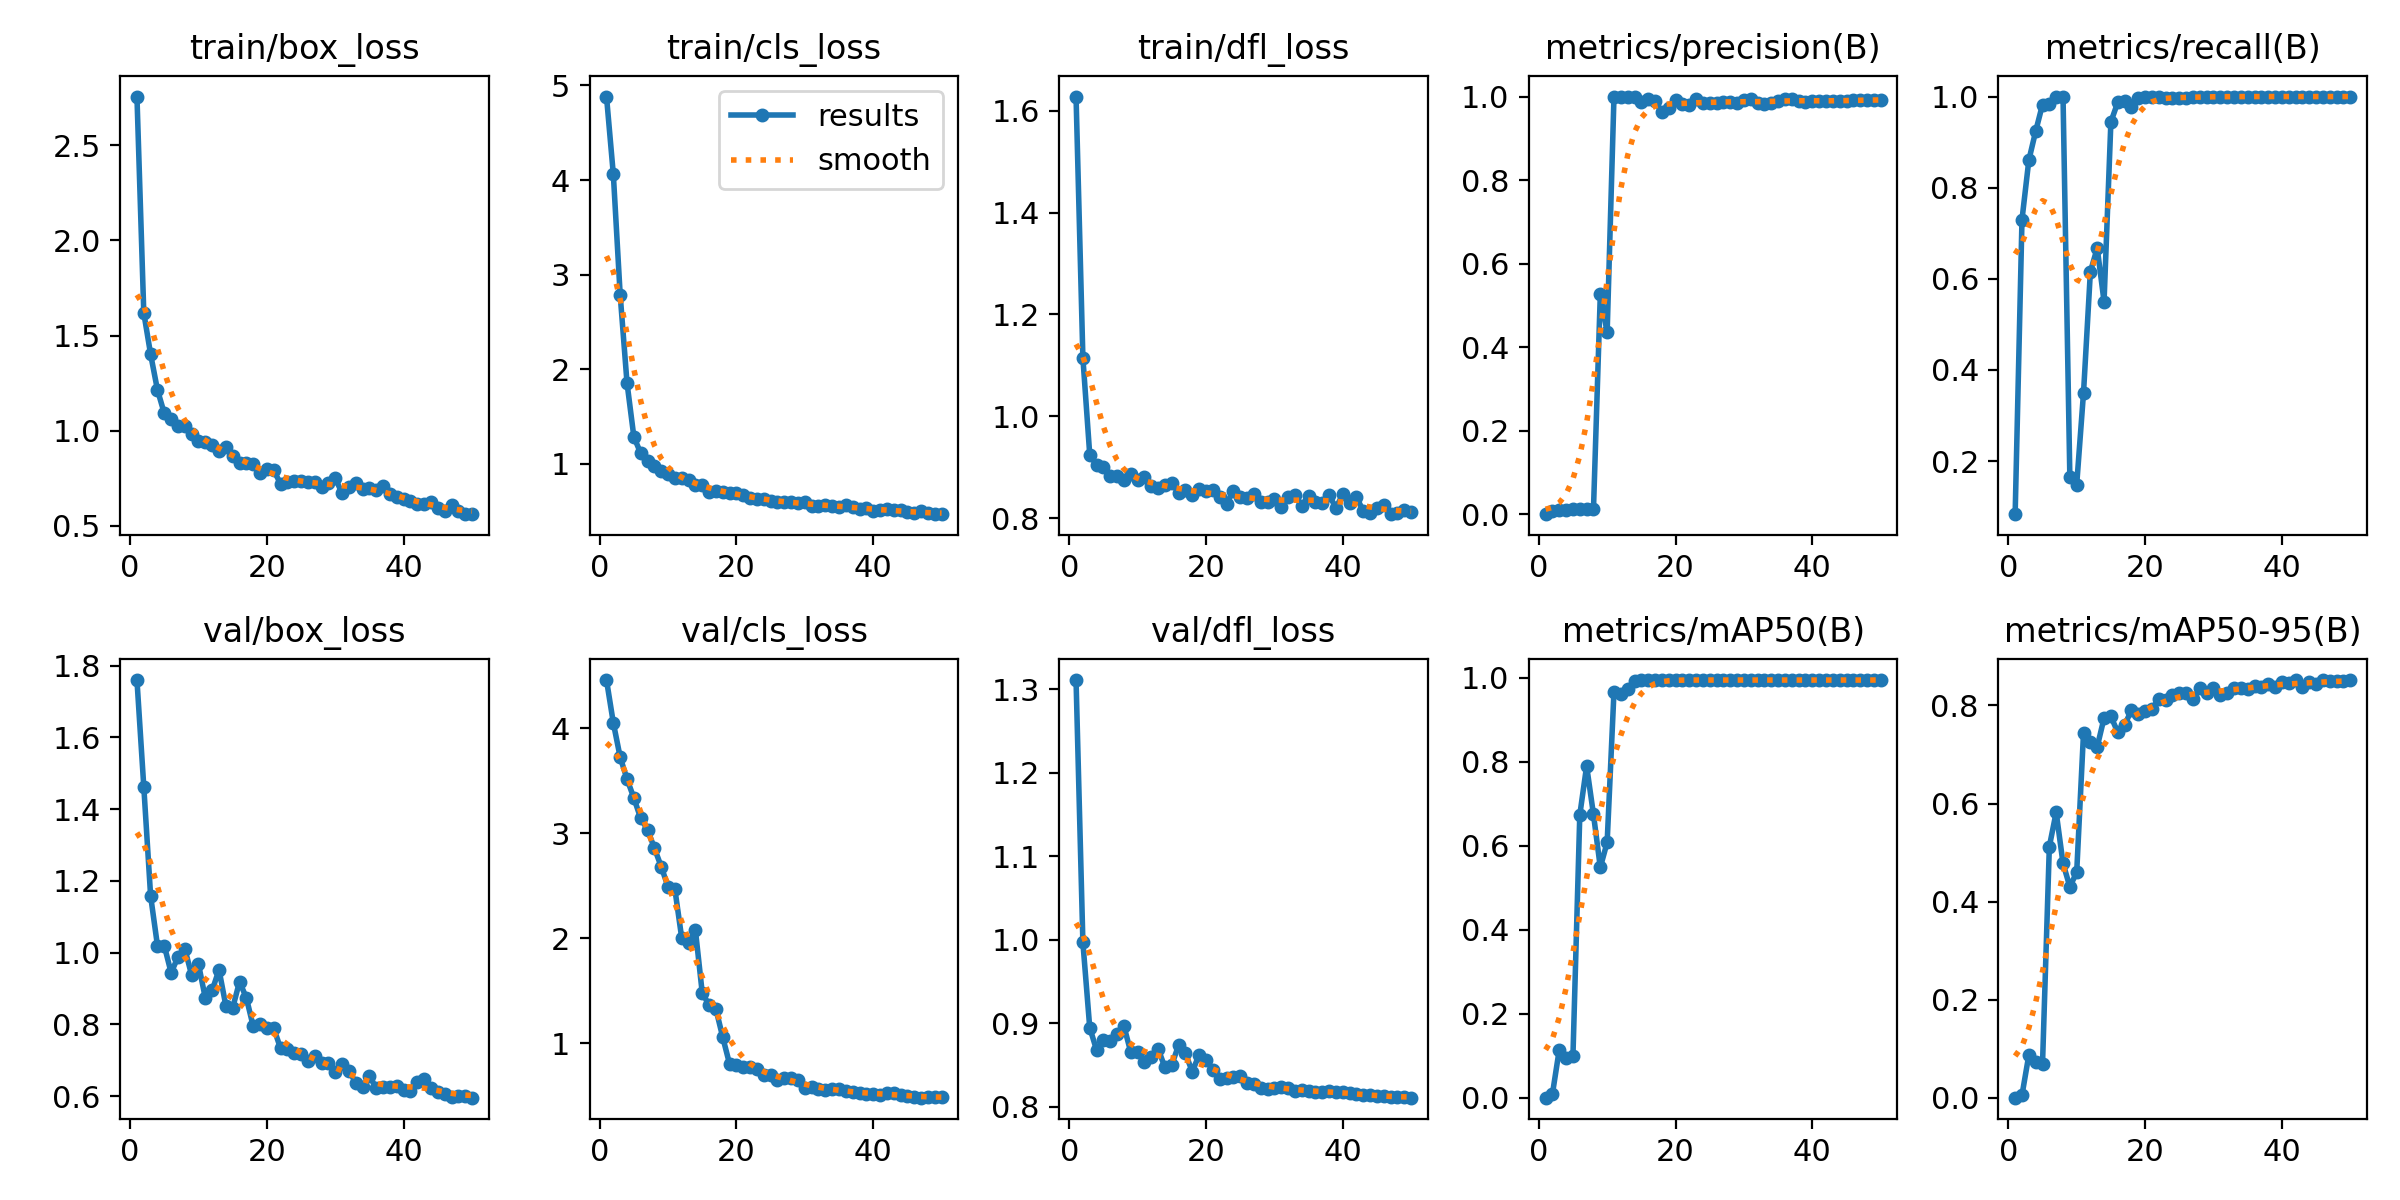 train/box_loss
train/cls_loss
train/dfl_loss
metrics/precision(B)
metrics/recall(B)
2.5
2.0
1.5
1.0
0.5
0 20 40
5
4
3
2
1
0 20 40
results
smooth
1.6
1.4
1.2
1.0
0.8
0 20 40
1.0
0.8
0.6
0.4
0.2
0.0
0 20 40
1.0
0.8
0.6
0.4
0.2
0 20 40
val/box_loss
val/cls_loss
val/dfl_loss
metrics/mAP50(B)
metrics/mAP50-95(B)
1.8
1.6
1.4
1.2
1.0
0.8
0.6
0 20 40
4
3
2
1
0 20 40
1.3
1.2
1.1
1.0
0.9
0.8
0 20 40
1.0
0.8
0.6
0.4
0.2
0.0
0 20 40
0.8
0.6
0.4
0.2
0.0
0 20 40